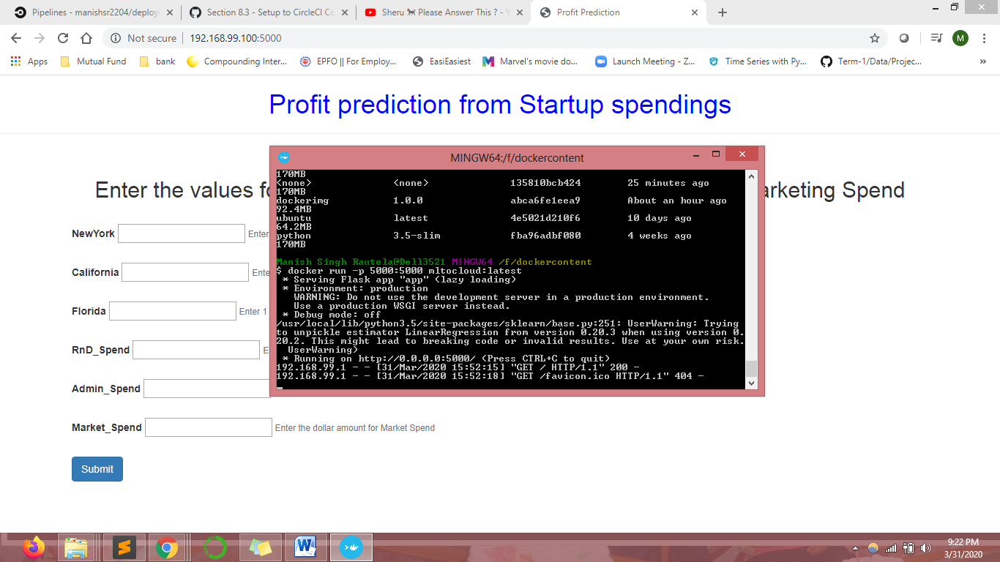 Pipelines - manishsr2204/deploy
Section 8.3 - Setup to CircleCI Co
Sheru 🐕 Please Answer This ? - Y
Profit Prediction
Not secure
192.168.99.100:5000
M
Apps
Mutual Fund
bank
Compounding Inter...
EPFO || For Employ...
EasiEasiest
Marvel's movie do...
Launch Meeting - Z...
Time Series with Py...
Term-1/Data/Projec...
»
Profit prediction from Startup spendings
Enter the values fo
arketing Spend
NewYork
Enter
California
Ente
Florida
Enter 1
RnD_Spend
E
Admin_Spend
Market_Spend
Enter the dollar amount for Market Spend
Submit
MINGW64:/f/dockercontent
170MB
<none> <none> 135810bcb424 25 minutes ago
170MB
dockerimg 1.0.0 abca6fe1eea9 About an hour ago
92.4MB
ubuntu latest 4e5021d210f6 10 days ago
64.2MB
python 3.5-slim fba96adbf080 4 weeks ago
170MB
Manish Singh Rautela@Dell3521 MINGW64 /f/dockercontent
$ docker run -p 5000:5000 mltocloud:latest
* Serving Flask app "app" (lazy loading)
* Environment: production
WARNING: Do not use the development server in a production environment.
Use a production WSGI server instead.
* Debug mode: off
/usr/local/lib/python3.5/site-packages/sklearn/base.py:251: UserWarning: Trying
to unpickle estimator LinearRegression from version 0.20.3 when using version 0.
20.2. This might lead to breaking code or invalid results. Use at your own risk.
UserWarning)
* Running on http://0.0.0.0:5000/ (Press CTRL+C to quit)
192.168.99.1 - - [31/Mar/2020 15:52:15] "GET / HTTP/1.1" 200 -
192.168.99.1 - - [31/Mar/2020 15:52:18] "GET /favicon.ico HTTP/1.1" 404 -
9:22 PM
3/31/2020